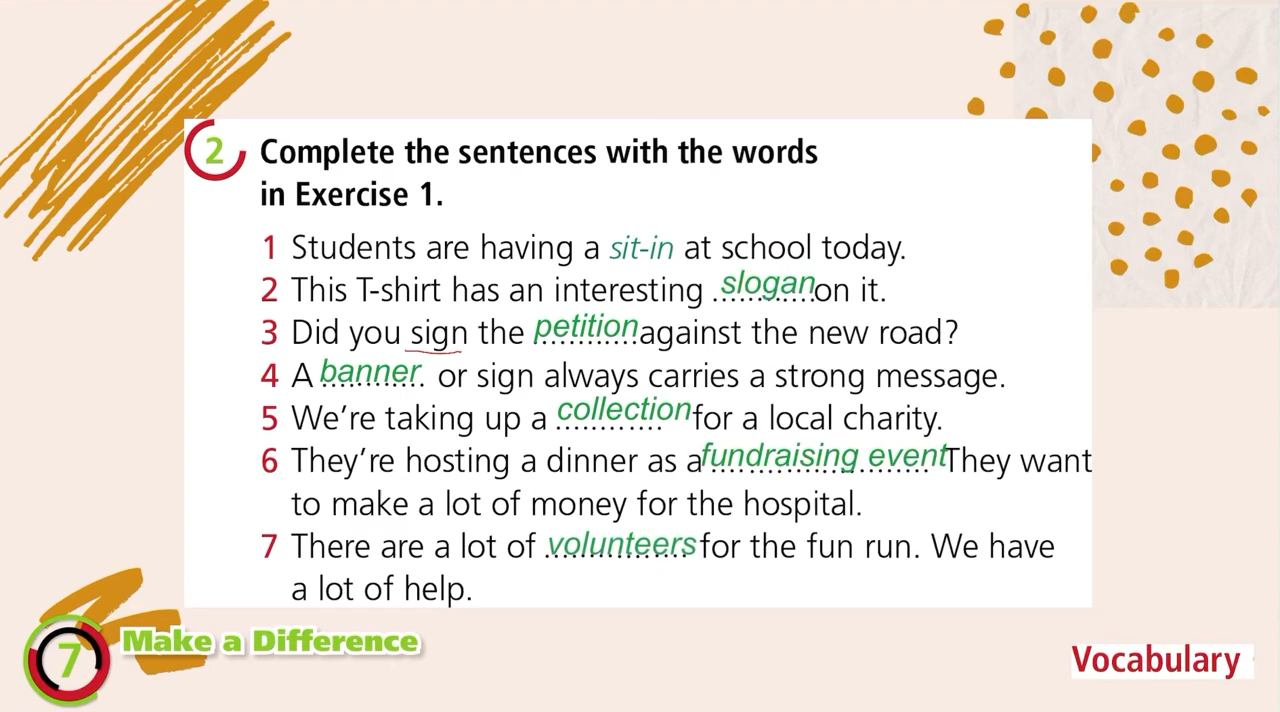 2 Complete the sentences with the words
in Exercise 1.
1 Students are having a sit-in at school today.
2 This T-shirt has an interesting slogan on it.
3 Did you sign the petition against the new road?
4 A banner or sign always carries a strong message.
5 We're taking up a collection for a local charity.
6 They're hosting a dinner as a fundraising event They want
to make a lot of money for the hospital.
7 There are a lot of volunteers for the fun run. We have
a lot of help.
7 Make a Difference
Vocabulary